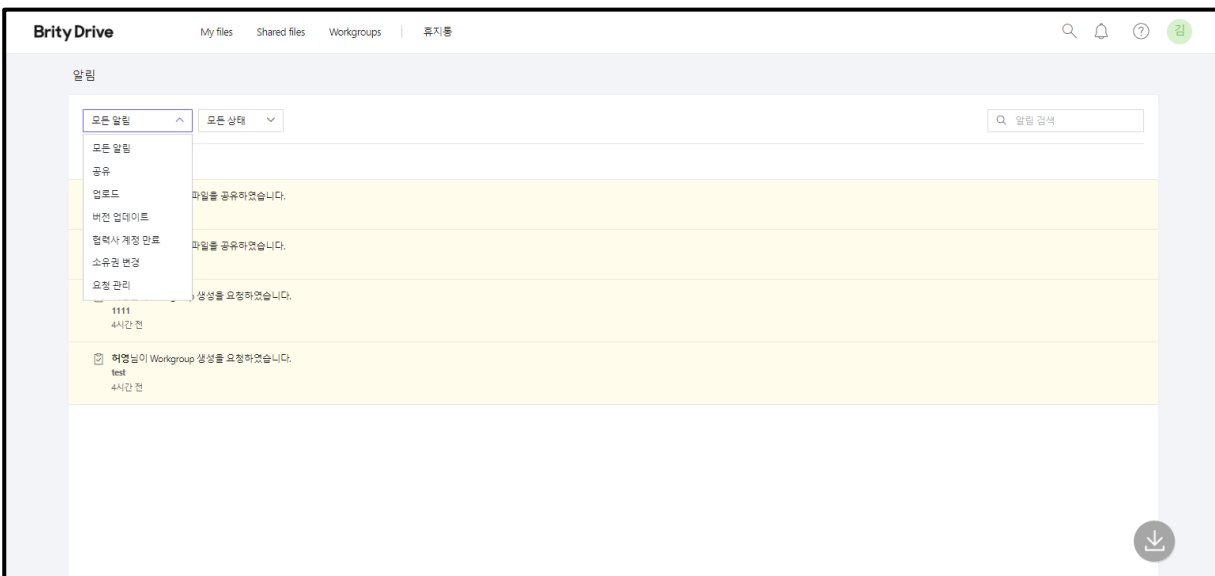 Brity Drive
My files Shared files Workgroups 휴지통
김
알림
모든 알림 모든 상태
알림 검색
모든 알림
공유
업로드
버전 업데이트
협력사 계정 만료
소유권 변경
요청 관리
파일을 공유하였습니다.
파일을 공유하였습니다.
생성을 요청하였습니다.
1111
4시간 전
허영님이 Workgroup 생성을 요청하였습니다.
test
4시간 전